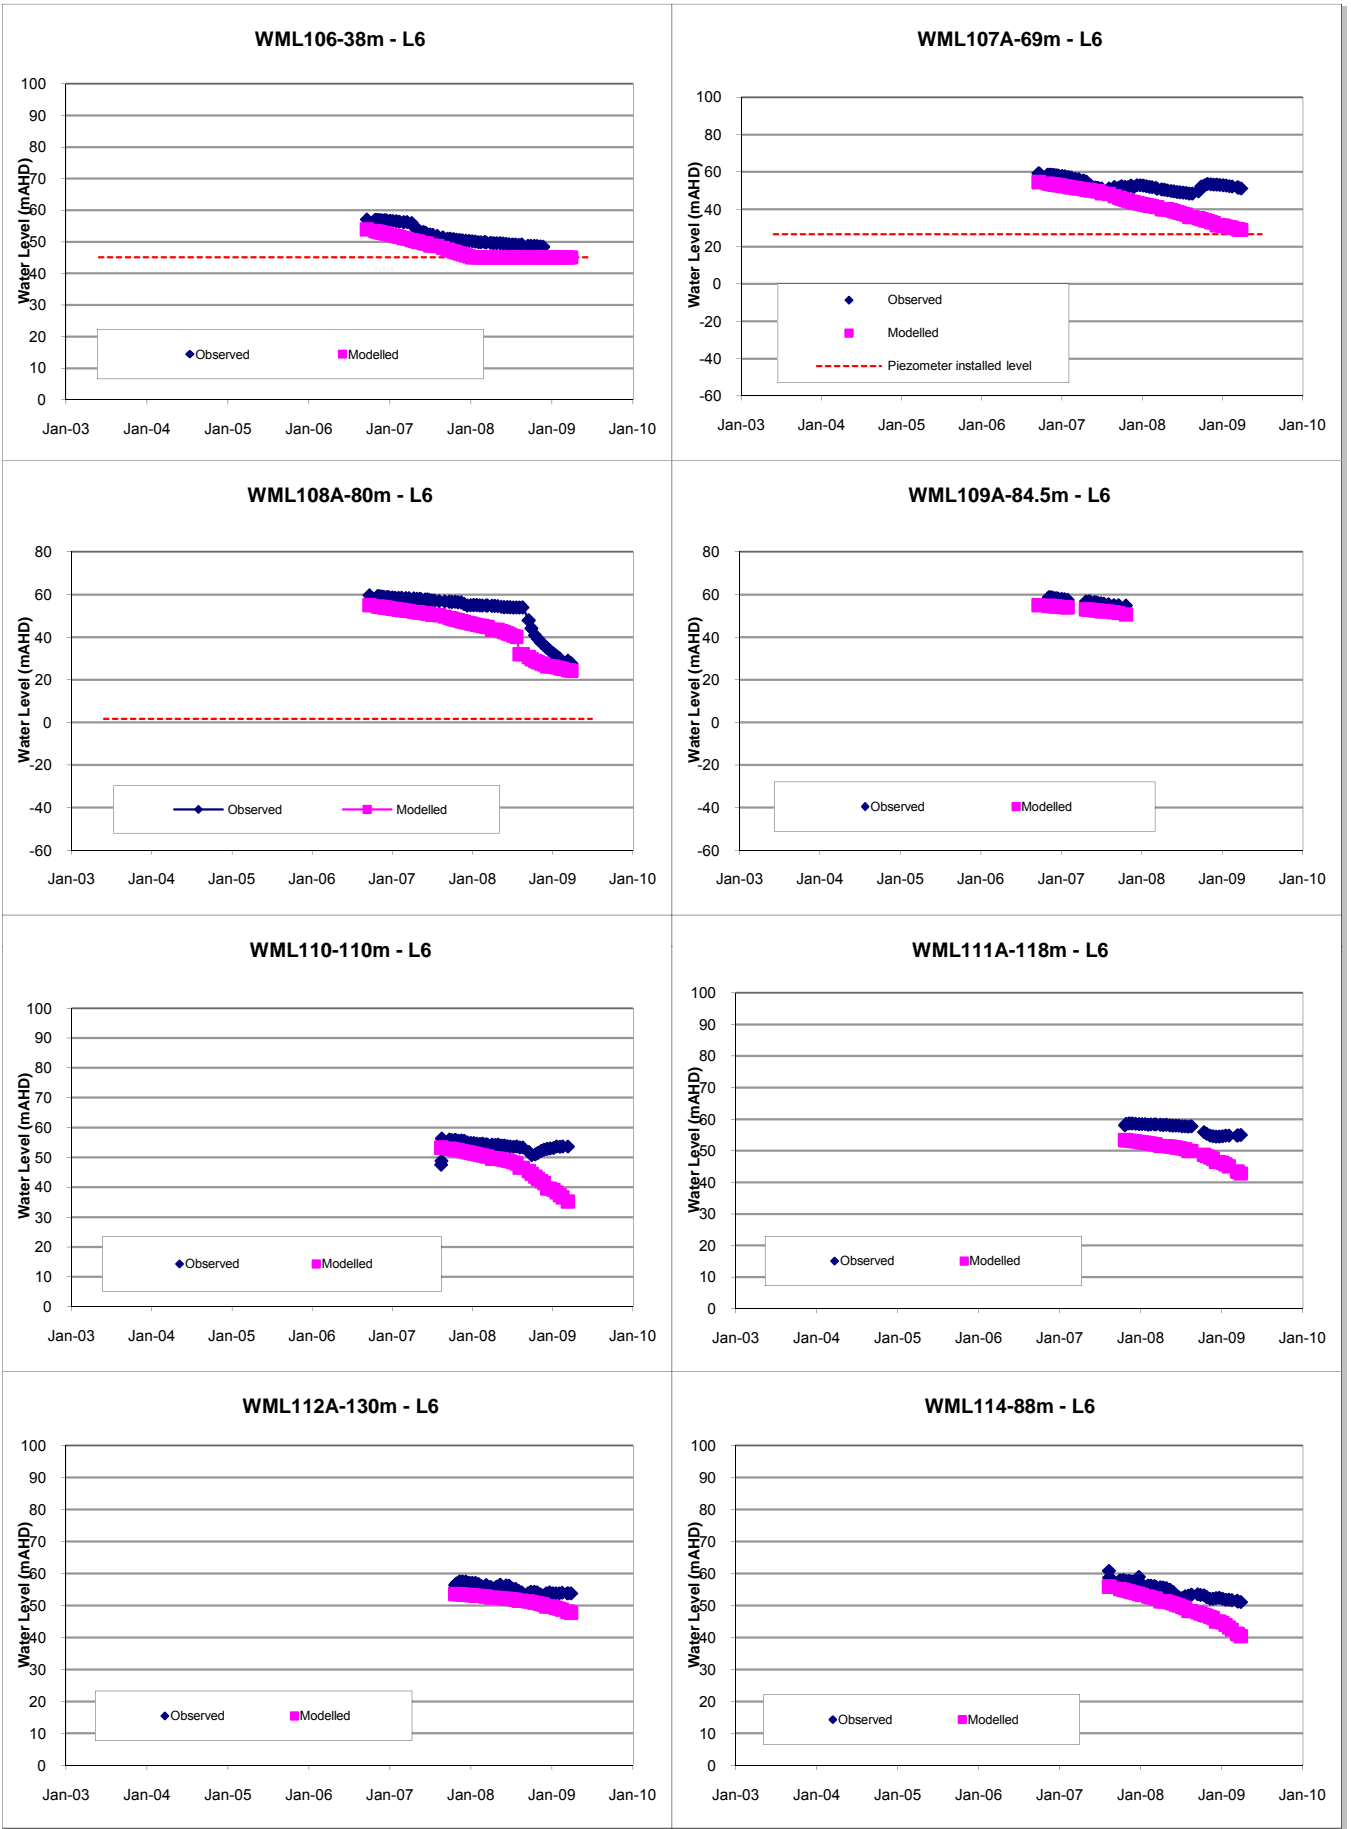 WML106-38m - L6
Water Level (mAHD)
100
90
80
70
60
50
40
30
20
10
0
Observed Modelled
Jan-03 Jan-04 Jan-05 Jan-06 Jan-07 Jan-08 Jan-09 Jan-10
WML107A-69m - L6
Water Level (mAHD)
100
80
60
40
20
0
-20
-40
-60
Observed
Modelled
Piezometer installed level
Jan-03 Jan-04 Jan-05 Jan-06 Jan-07 Jan-08 Jan-09 Jan-10
WML108A-80m - L6
Water Level (mAHD)
80
60
40
20
0
-20
-40
-60
Observed Modelled
Jan-03 Jan-04 Jan-05 Jan-06 Jan-07 Jan-08 Jan-09 Jan-10
WML109A-84.5m - L6
Water Level (mAHD)
80
60
40
20
0
-20
-40
-60
Observed Modelled
Jan-03 Jan-04 Jan-05 Jan-06 Jan-07 Jan-08 Jan-09 Jan-10
WML110-110m - L6
Water Level (mAHD)
100
90
80
70
60
50
40
30
20
10
0
Observed Modelled
Jan-03 Jan-04 Jan-05 Jan-06 Jan-07 Jan-08 Jan-09 Jan-10
WML111A-118m - L6
Water Level (mAHD)
100
90
80
70
60
50
40
30
20
10
0
Observed Modelled
Jan-03 Jan-04 Jan-05 Jan-06 Jan-07 Jan-08 Jan-09 Jan-10
WML112A-130m - L6
Water Level (mAHD)
100
90
80
70
60
50
40
30
20
10
0
Observed Modelled
Jan-03 Jan-04 Jan-05 Jan-06 Jan-07 Jan-08 Jan-09 Jan-10
WML114-88m - L6
Water Level (mAHD)
100
90
80
70
60
50
40
30
20
10
0
Observed Modelled
Jan-03 Jan-04 Jan-05 Jan-06 Jan-07 Jan-08 Jan-09 Jan-10